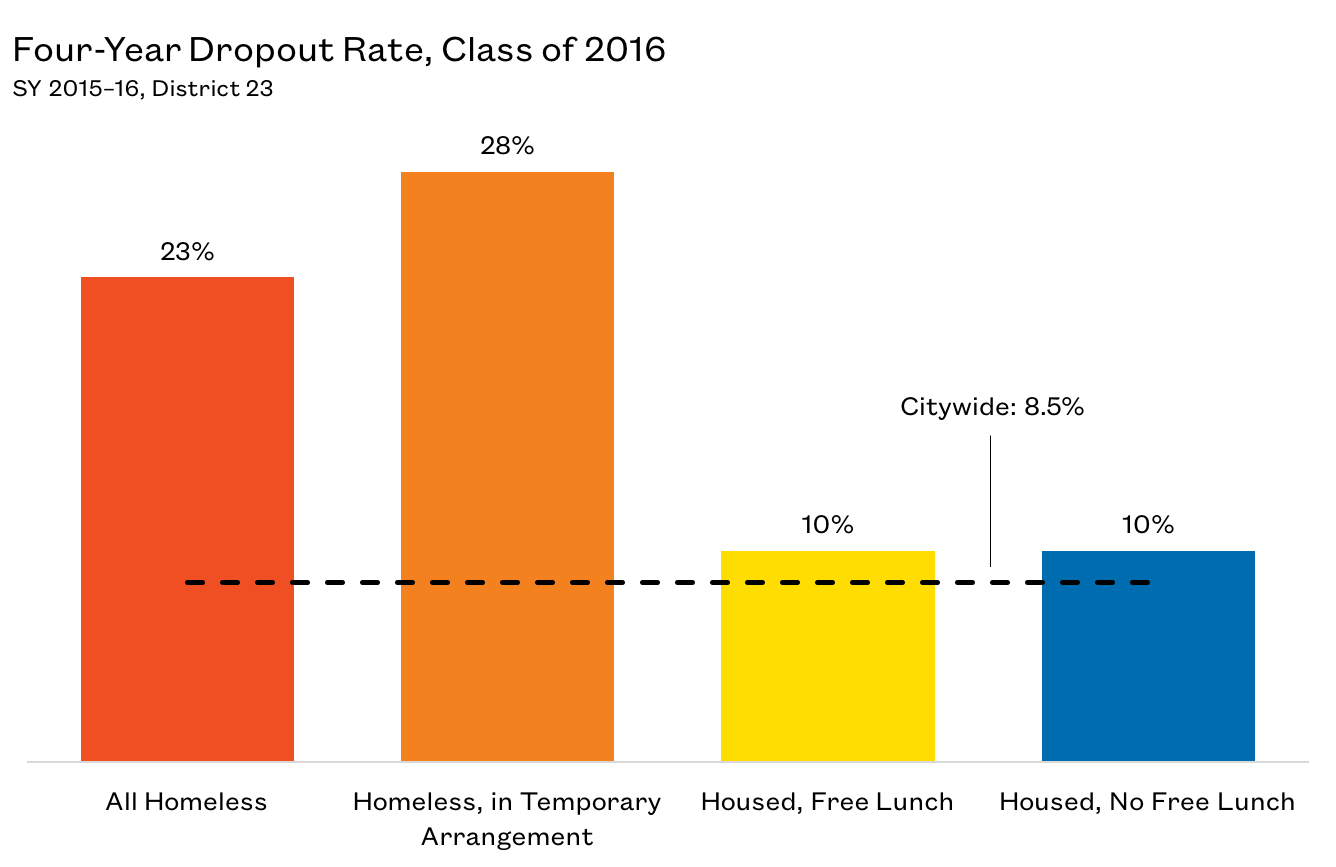 Four-Year Dropout Rate, Class of 2016
SY 2015–16, District 23
28%
23%
Citywide: 8.5%
10%
10%
All Homeless
Homeless, in Temporary
Arrangement
Housed, Free Lunch
Housed, No Free Lunch